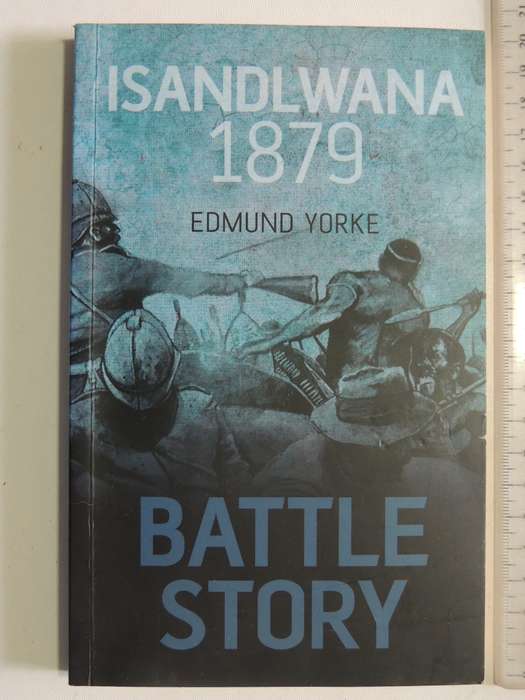 ISANDLWANA
1879
EDMUND YORKE
BATTLE
STORY